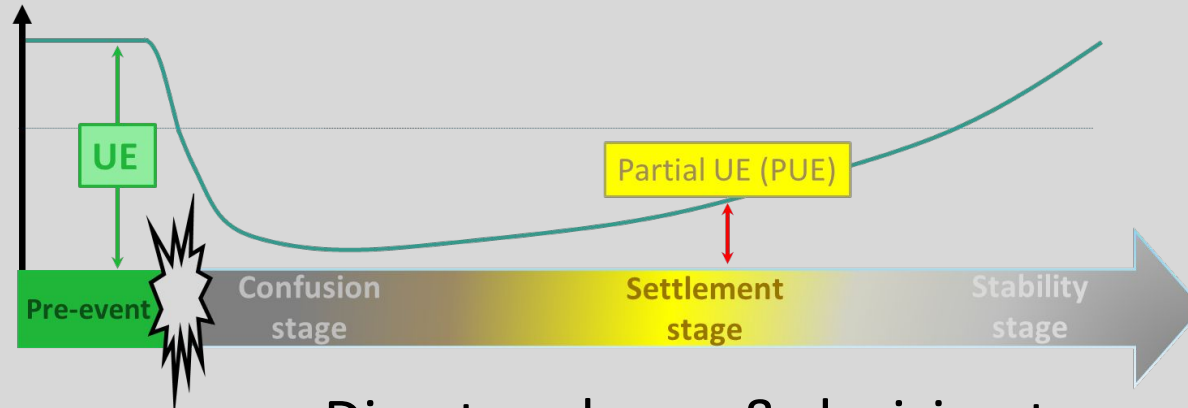 UE
Partial UE (PUE)
Pre-event
Confusion
stage
Settlement
stage
Stability
stage